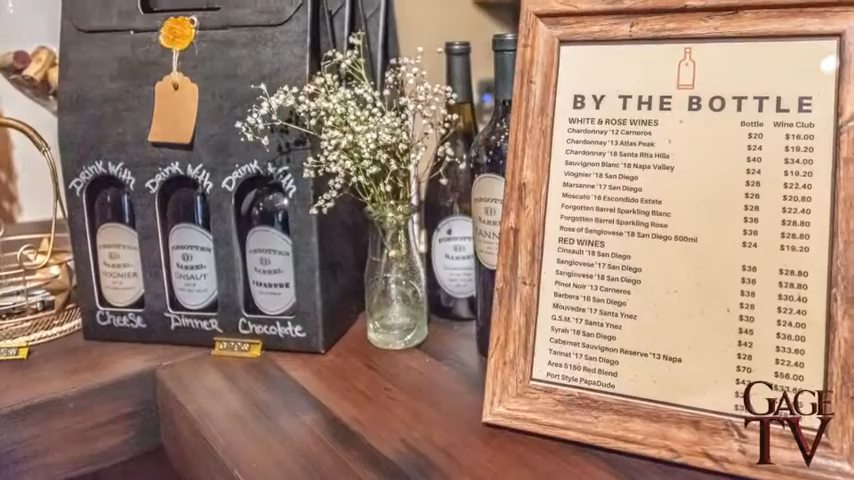 Drink With
Drink With
Drink With
FORGOTTEN
BARREL
VIOGNIER
FORGOTTEN
BARREL
CINSAUT
FORGOTTEN
BARREL
PAPADUDE
Cheese
Dinner
Chocolate
TANNAT
BY THE BOTTLE
Bottle Wine Club
WHITE & ROSE WINES
Chardonnay '12 Carneros $20 $16.00
Chardonnay '13 Atlas Peak $24 $19.20
Chardonnay '18 Santa Rita Hills $40 $34.00
Sauvignon Blanc '18 Napa Valley $24 $19.20
Viognier '18 San Diego $28 $22.40
Marsanne '17 San Diego $26 $20.80
Moscato '16 Escondido Estate $28 $22.40
Forgotten Barrel Sparkling Blanc $36 $28.80
Forgotten Barrel Sparkling Rose $36 $28.80
Rose of Sangiovese '18 San Diego 500ml $24 $19.20
RED WINES
Cinsault '18 San Diego $36 $28.80
Sangiovese '17 San Diego $36 $28.80
Sangiovese '18 San Diego $38 $30.40
Pinot Noir '13 Carneros $28 $22.40
Barbera '16 San Diego $30 $24.00
Mouvedre '17 Santa Ynez $45 $36.00
G.S.M. '17 Santa Ynez $42 $33.60
Syrah '18 San Diego $28 $22.40
Cabernet Sauvignon Reserve '13 Napa $70 $56.00
Tannat '17 San Diego
Area 5150 Red Blend
Port Style PapaDude
GAGE
TV